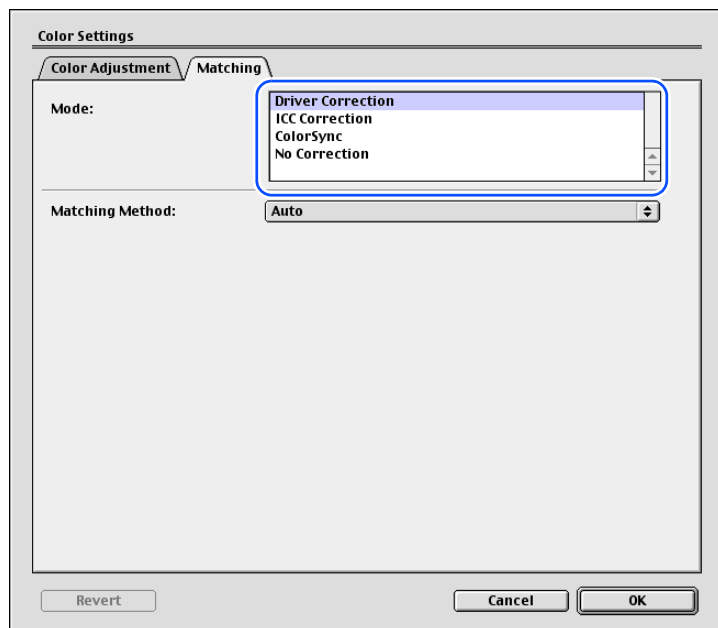 Color Settings
Color Adjustment Matching
Mode:
Driver Correction
ICC Correction
ColorSync
No Correction
Matching Method: Auto
Revert Cancel OK